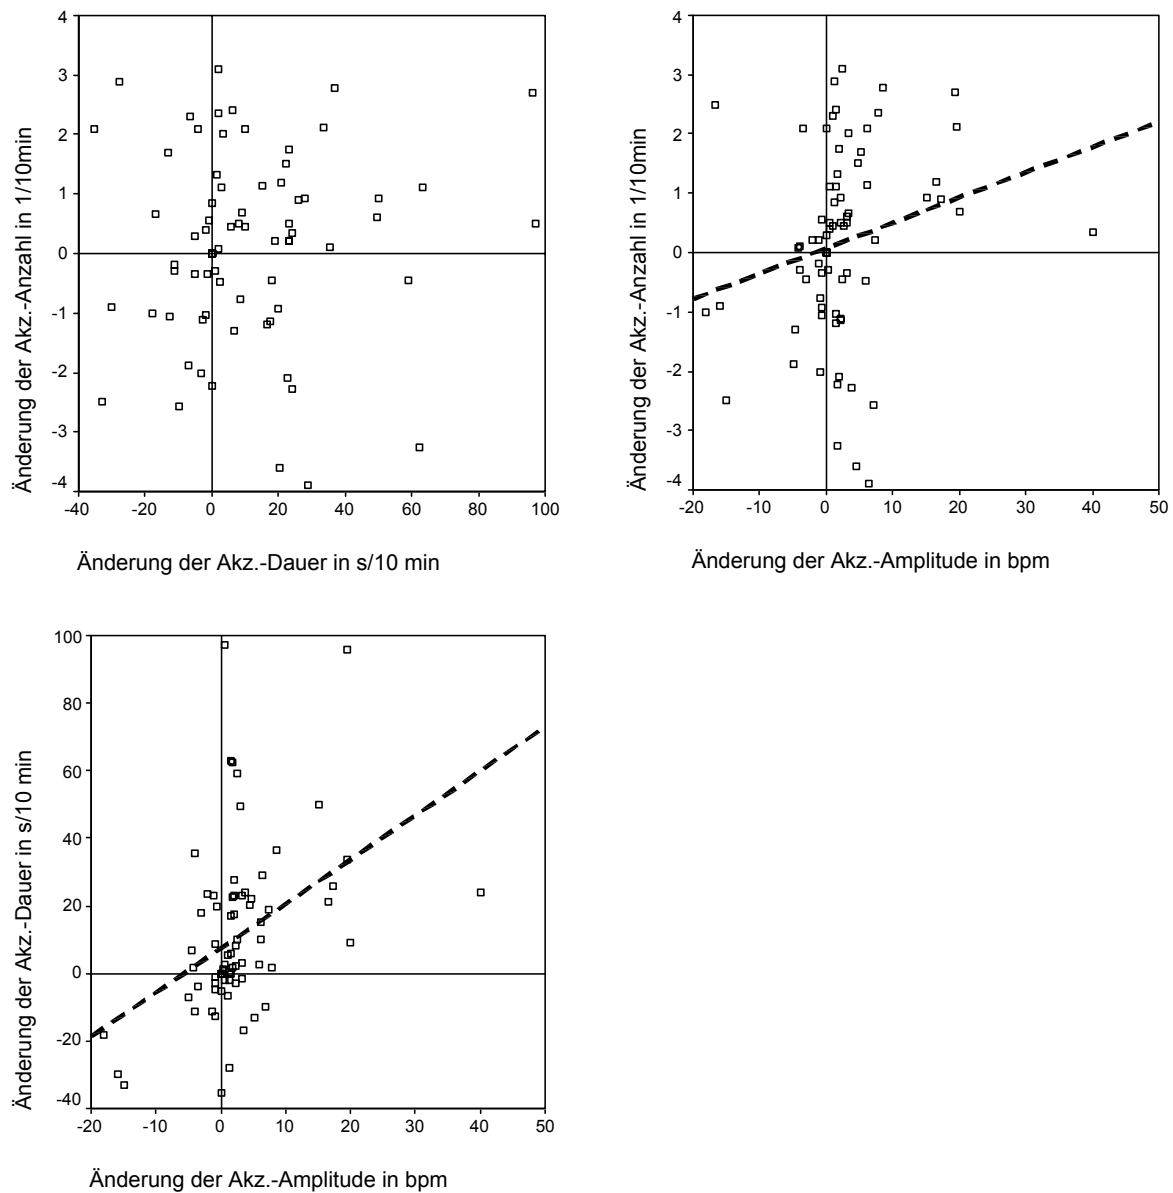 Änderung der Akz.-Anzahl in 1/10min
4
3
2
1
0
-1
-2
-3
-4
-40 -20 0 20 40 60 80 100
Änderung der Akz.-Dauer in s/10 min
Änderung der Akz.-Anzahl in 1/10min
4
3
2
1
0
-1
-2
-3
-4
-20 -10 0 10 20 30 40 50
Änderung der Akz.-Amplitude in bpm
Änderung der Akz.-Dauer in s/10 min
100
80
60
40
20
0
-20
-40
-20 -10 0 10 20 30 40 50
Änderung der Akz.-Amplitude in bpm